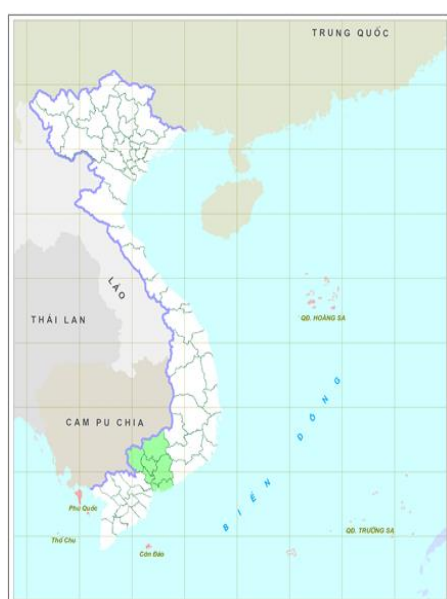 TRUNG QUỐC
LÀO
QĐ. HOÀNG SA
THÁI LAN
CAM PU CHIA
BIỂN ĐÔNG
Phú Quốc
QĐ. TRƯỜNG SA
Thổ Chu
Côn Đảo